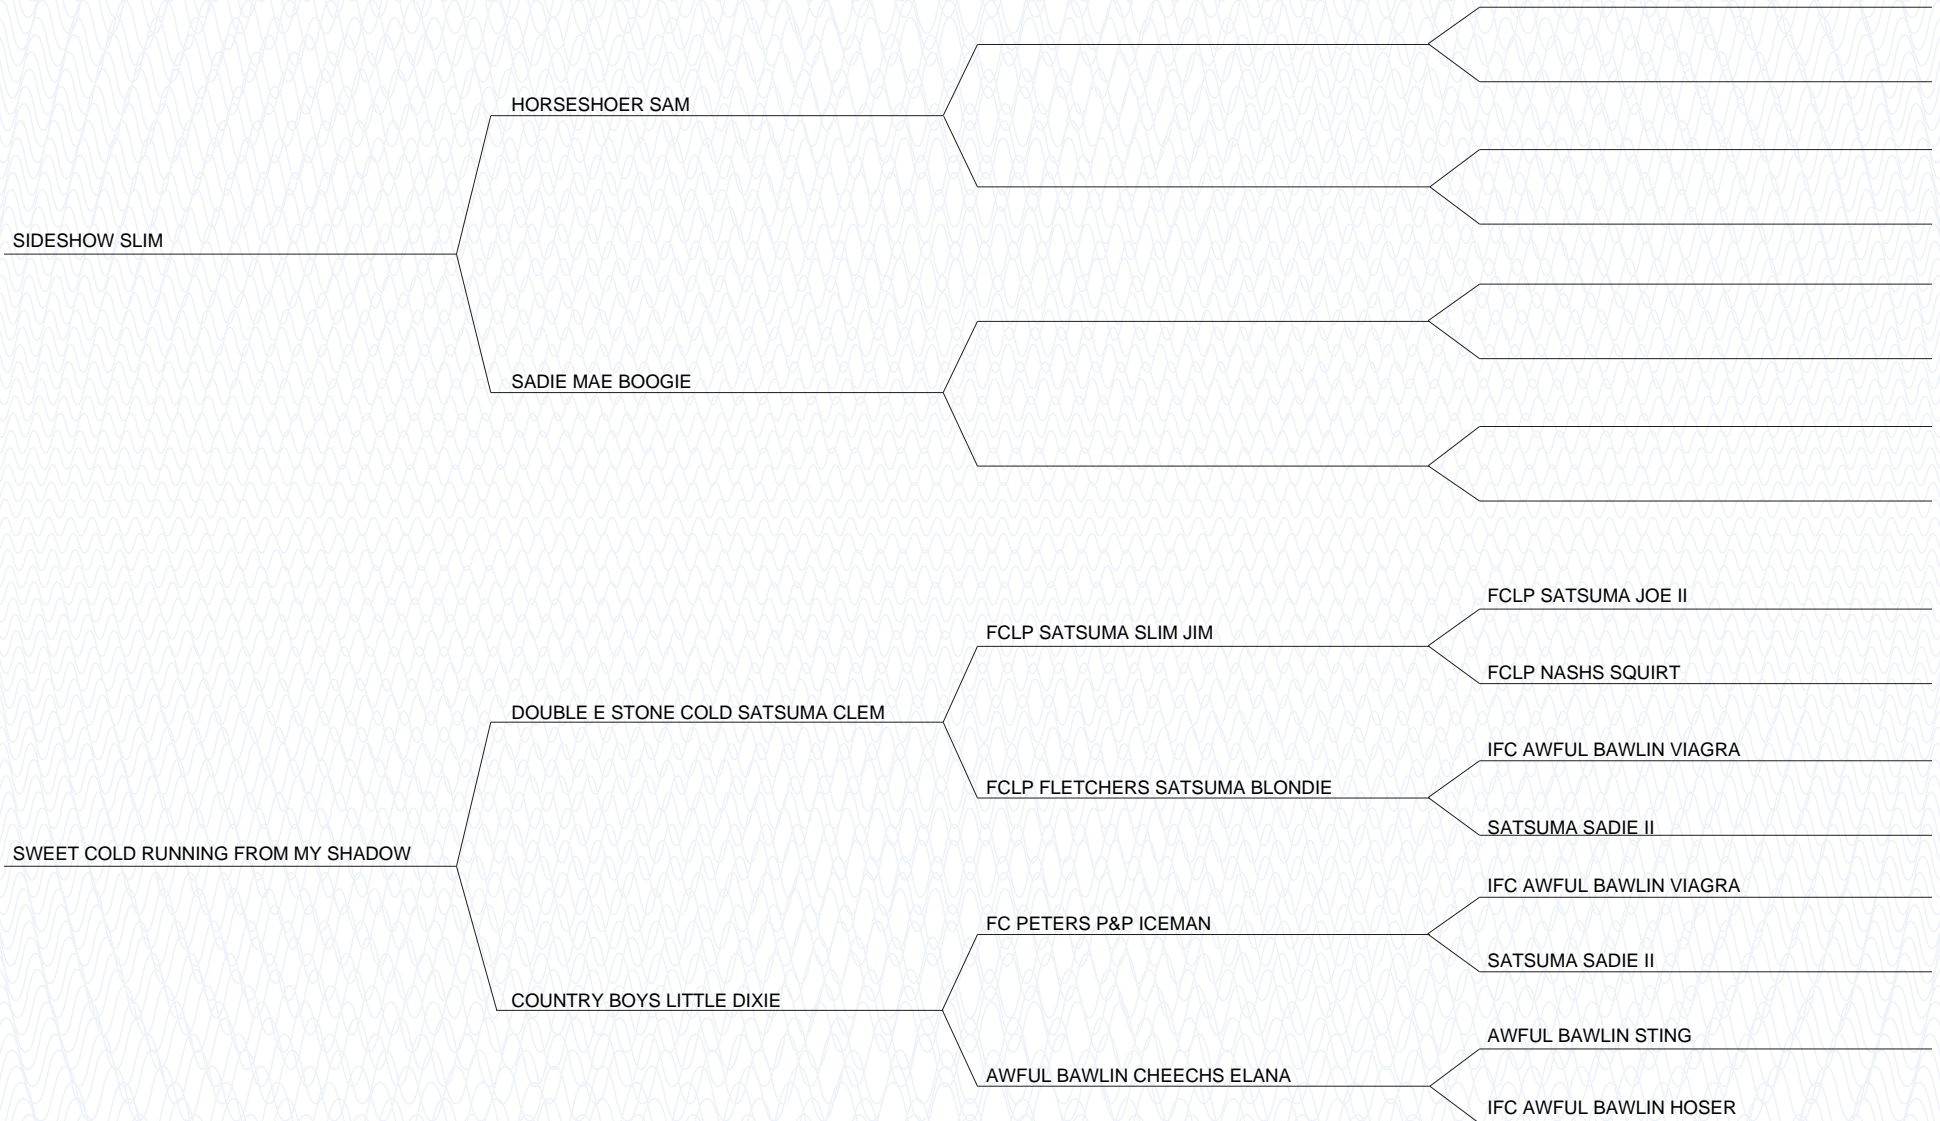 HORSESHOER SAM
SIDESHOW SLIM
SADIE MAE BOOGIE
FCLP SATSUMA JOE II
FCLP SATSUMA SLIM JIM
FCLP NASHS SQUIRT
DOUBLE E STONE COLD SATSUMA CLEM
IFC AWFUL BAWLIN VIAGRA
FCLP FLETCHERS SATSUMA BLONDIE
SATSUMA SADIE II
SWEET COLD RUNNING FROM MY SHADOW
IFC AWFUL BAWLIN VIAGRA
FC PETERS P&P ICEMAN
SATSUMA SADIE II
COUNTRY BOYS LITTLE DIXIE
AWFUL BAWLIN STING
AWFUL BAWLIN CHEECHS ELANA
IFC AWFUL BAWLIN HOSER